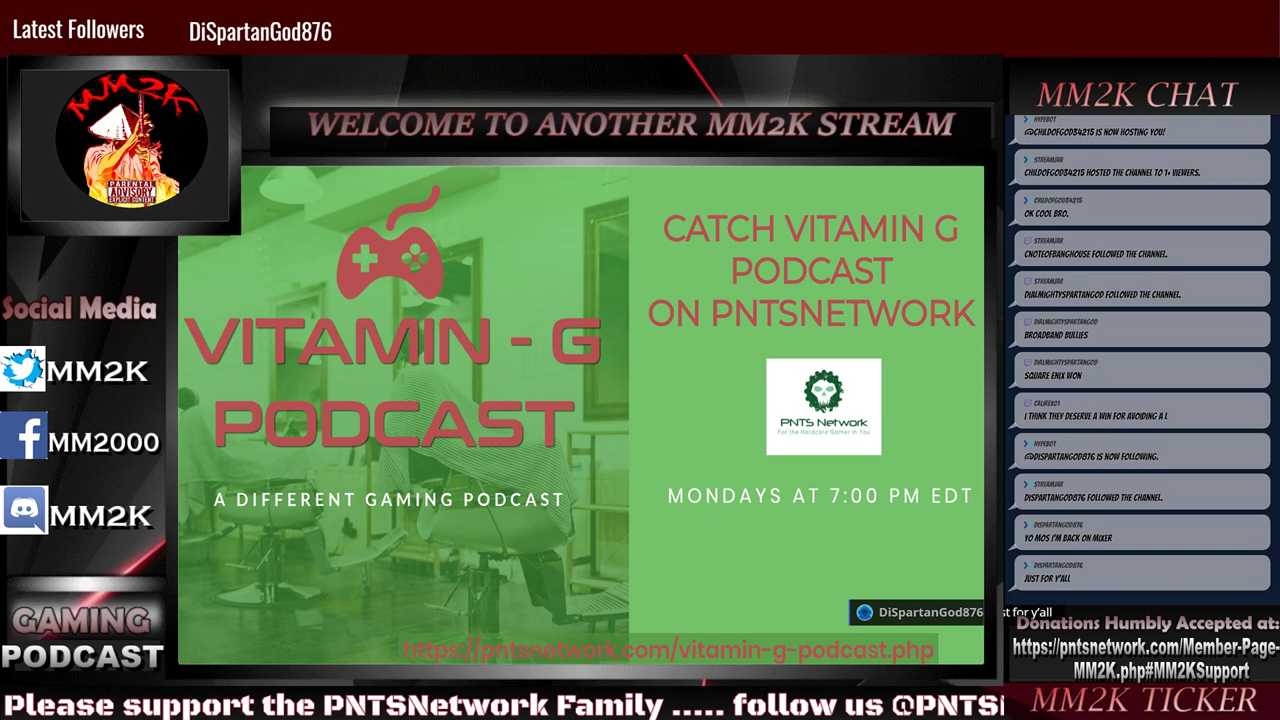 Latest Followers DiSpartanGod876
MM2K
PARENTAL
ADVISORY
EXPLICIT CONTENT
WELCOME TO ANOTHER MM2K STREAM
Social Media
MM2K
MM2000
MM2K
GAMING
PODCAST
VITAMIN - G
PODCAST
A DIFFERENT GAMING PODCAST
CATCH VITAMIN G
PODCAST
ON PNTSNETWORK
PNTS Network
For the Hardcore Gamer in You
MONDAYS AT 7:00 PM EDT
DiSpartanGod876 st for y'all
https://pntsnetwork.com/vitamin-g-podcast.php
MM2K CHAT
HYPEBOT
@CHILDOFGOD34215 IS NOW HOSTING YOU!
STREAMJAR
CHILDOFGOD34215 HOSTED THE CHANNEL TO 1+ VIEWERS.
CHILDOFGOD34215
OK COOL BRO.
STREAMJAR
CNOTEOFBANGHOUSE FOLLOWED THE CHANNEL.
STREAMJAR
DIALMIGHTYSPARTANGOD FOLLOWED THE CHANNEL.
DIALMIGHTYSPARTANGOD
BROADBAND BULLIES
DIALMIGHTYSPARTANGOD
SQUARE ENIX WON
CALIREX01
I THINK THEY DESERVE A WIN FOR AVOIDING A L
HYPEBOT
@DISPARTANGOD876 IS NOW FOLLOWING.
STREAMJAR
DISPARTANGOD876 FOLLOWED THE CHANNEL.
DISPARTANGOD876
YO MOS I'M BACK ON MIXER
DISPARTANGOD876
JUST FOR Y'ALL
Donations Humbly Accepted at:
https://pntsnetwork.com/Member-Page-
MM2K.php#MM2KSupport
MM2K TICKER
Please support the PNTSNetwork Family ..... follow us @PNTS